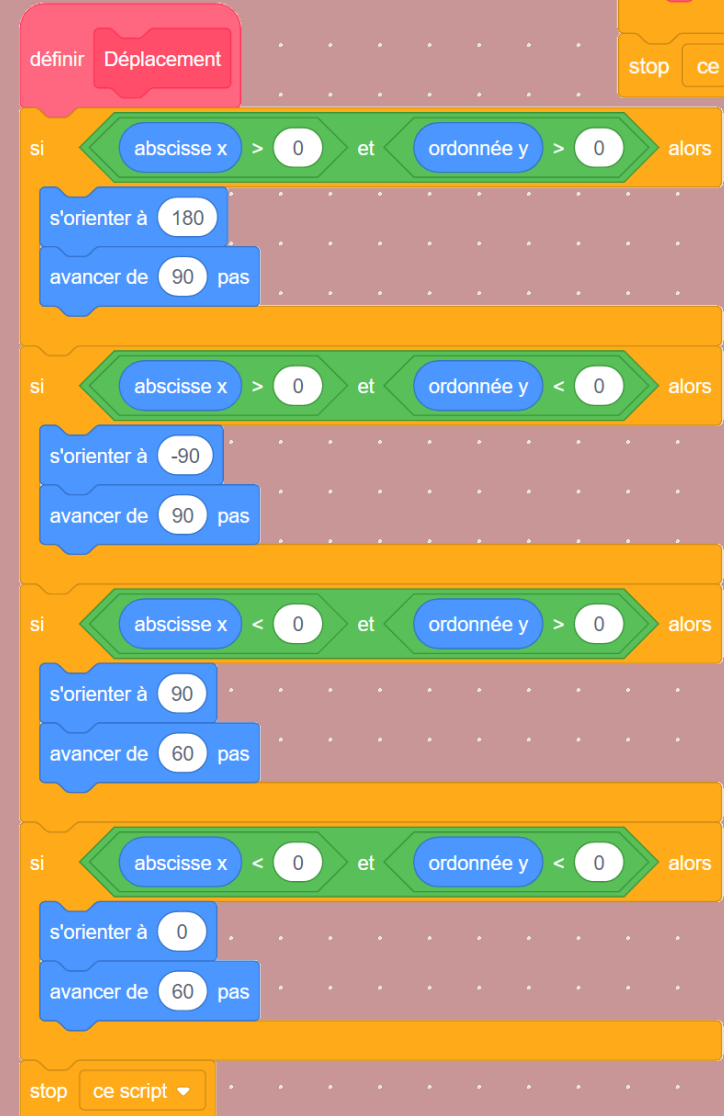 définir Déplacement
stop ce
si abscisse x > 0 et ordonnée y > 0 alors
s'orienter à 180
avancer de 90 pas
si abscisse x > 0 et ordonnée y < 0 alors
s'orienter à -90
avancer de 90 pas
si abscisse x < 0 et ordonnée y > 0 alors
s'orienter à 90
avancer de 60 pas
si abscisse x < 0 et ordonnée y < 0 alors
s'orienter à 0
avancer de 60 pas
stop ce script